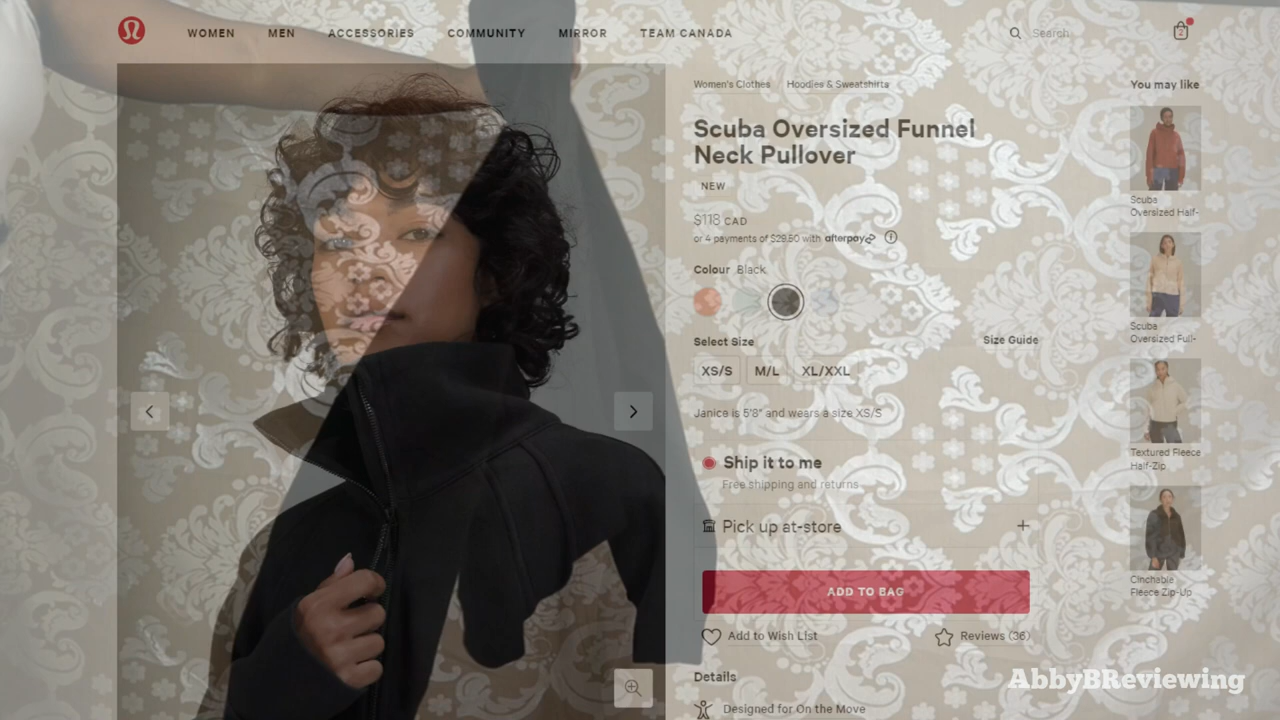 WOMEN MEN ACCESSORIES COMMUNITY MIRROR TEAM CANADA Search 2
Women's Clothes Hoodies & Sweatshirts
Scuba Oversized Funnel
Neck Pullover
NEW
$118 CAD
or 4 payments of $29.50 with afterpay
Colour Black
Select Size Size Guide
XS/S M/L XL/XXL
Janice is 5'8" and wears a size XS/S
Ship it to me
Free shipping and returns
Pick up at-store
ADD TO BAG
Add to Wish List Reviews (36)
Details
Designed for On the Move
You may like
Scuba
Oversized Half-
Scuba
Oversized Full-
Textured Fleece
Half-Zip
Cinchable
Fleece Zip-Up
AbbyBReviewing